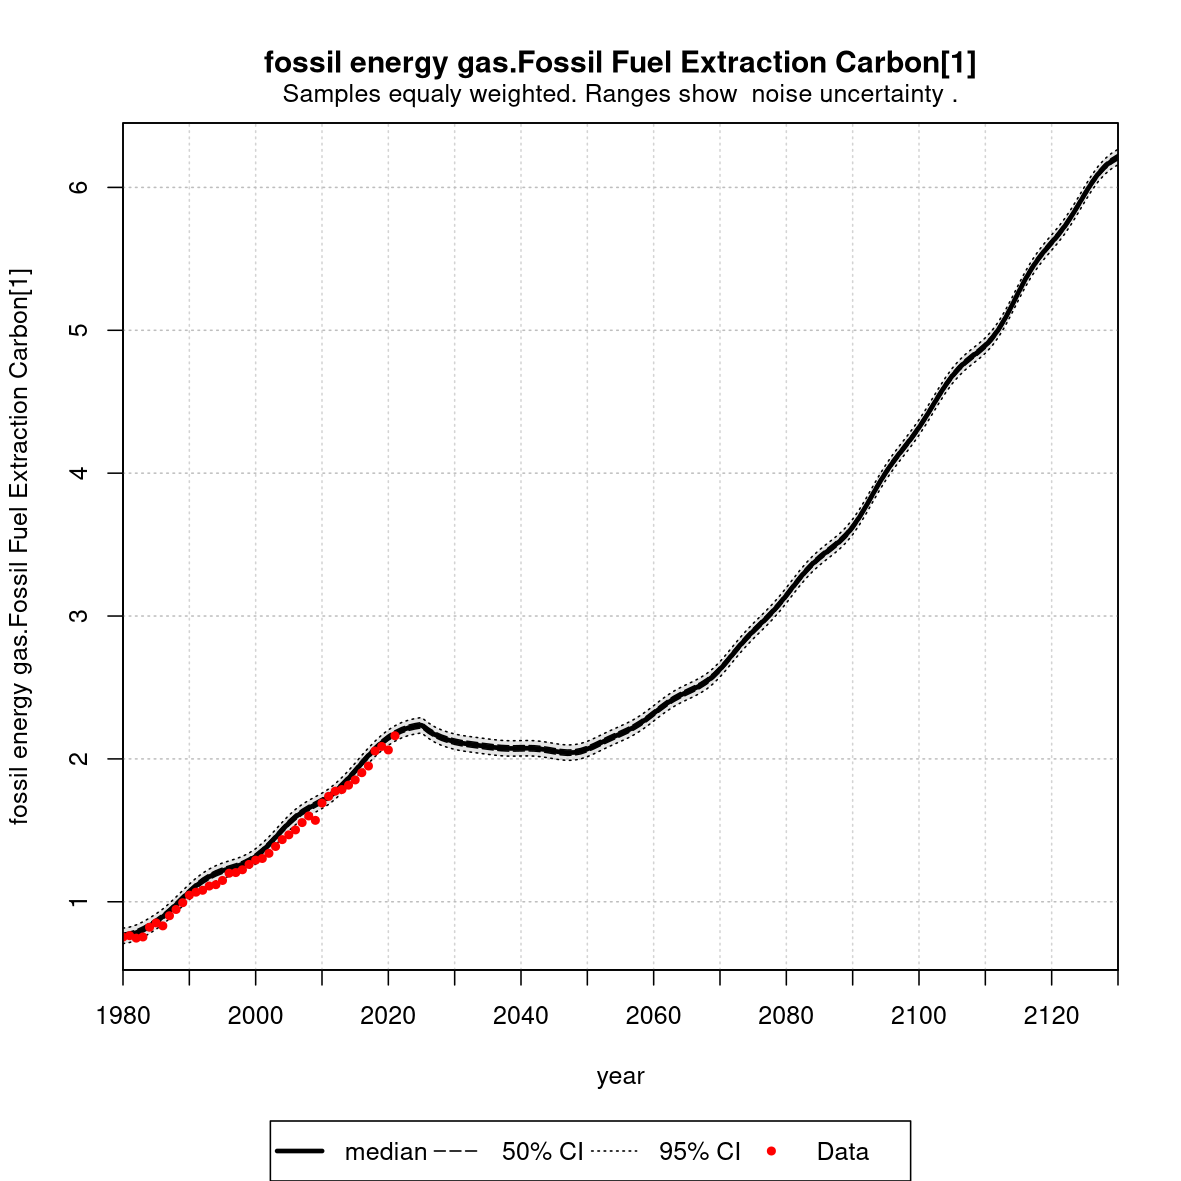 fossil energy gas.Fossil Fuel Extraction Carbon[1]
Samples equaly weighted. Ranges show  noise uncertainty .
fossil energy gas.Fossil Fuel Extraction Carbon[1]
6
5
4
3
2
1
1980 2000 2020 2040 2060 2080 2100 2120
year
median 50% CI 95% CI Data